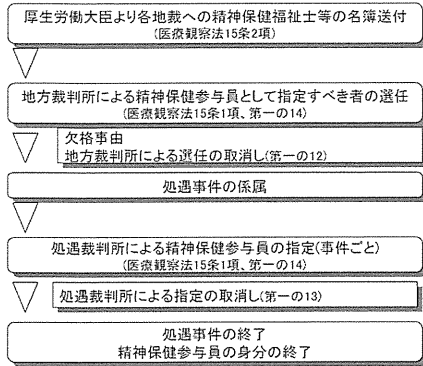 厚生労働大臣より各地裁への精神保健福祉士等の名簿送付
(医療観察法15条2項)
地方裁判所による精神保健参与員として指定すべき者の選任
(医療観察法15条1項、第一の14)
欠格事由
地方裁判所による選任の取消し(第一の12)
処遇事件の係属
処遇裁判所による精神保健参与員の指定(事件ごと)
(医療観察法15条1項、第一の14)
処遇裁判所による指定の取消し(第一の13)
処遇事件の終了
精神保健参与員の身分の終了